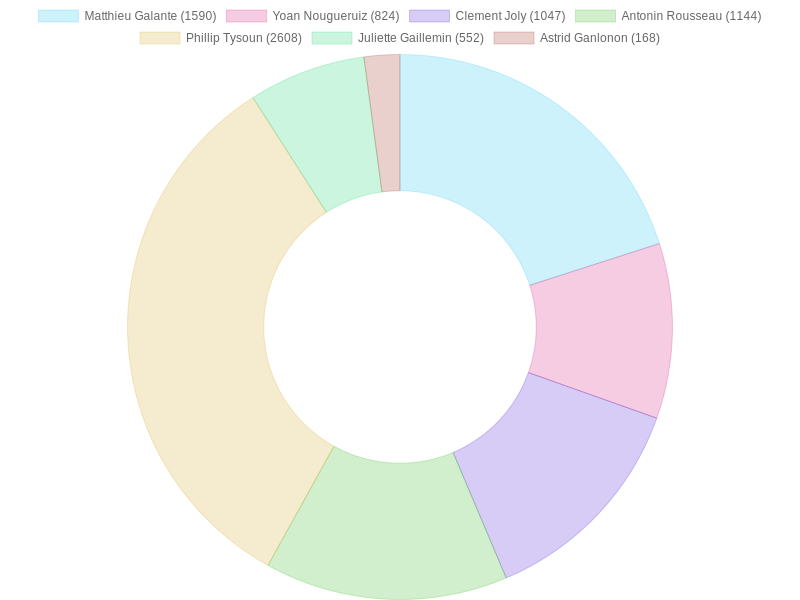 Matthieu Galante (1590) Yoan Nougueruiz (824) Clement Joly (1047) Antonin Rousseau (1144)
Phillip Tysoun (2608) Juliette Gaillemin (552) Astrid Ganlonon (168)